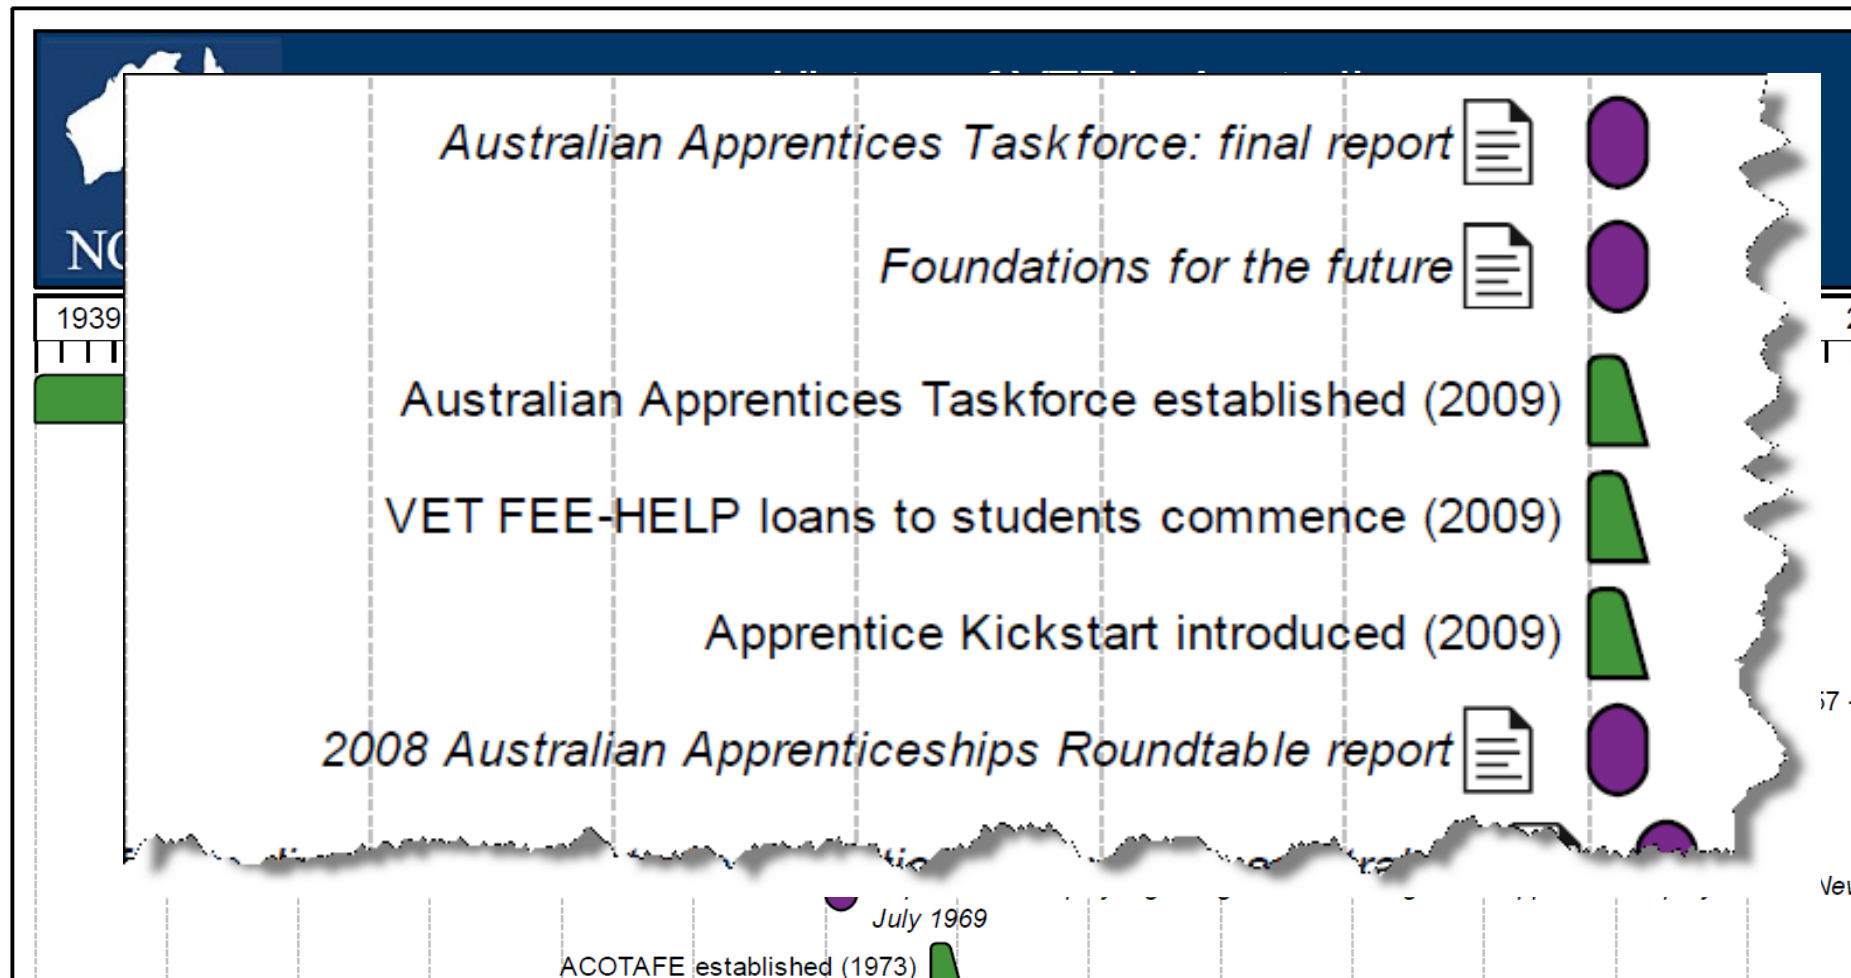 1939
Australian Apprentices Taskforce: final report
Foundations for the future
Australian Apprentices Taskforce established (2009)
VET FEE-HELP loans to students commence (2009)
Apprentice Kickstart introduced (2009)
2008 Australian Apprenticeships Roundtable report
July 1969
ACOTAFE established (1973)